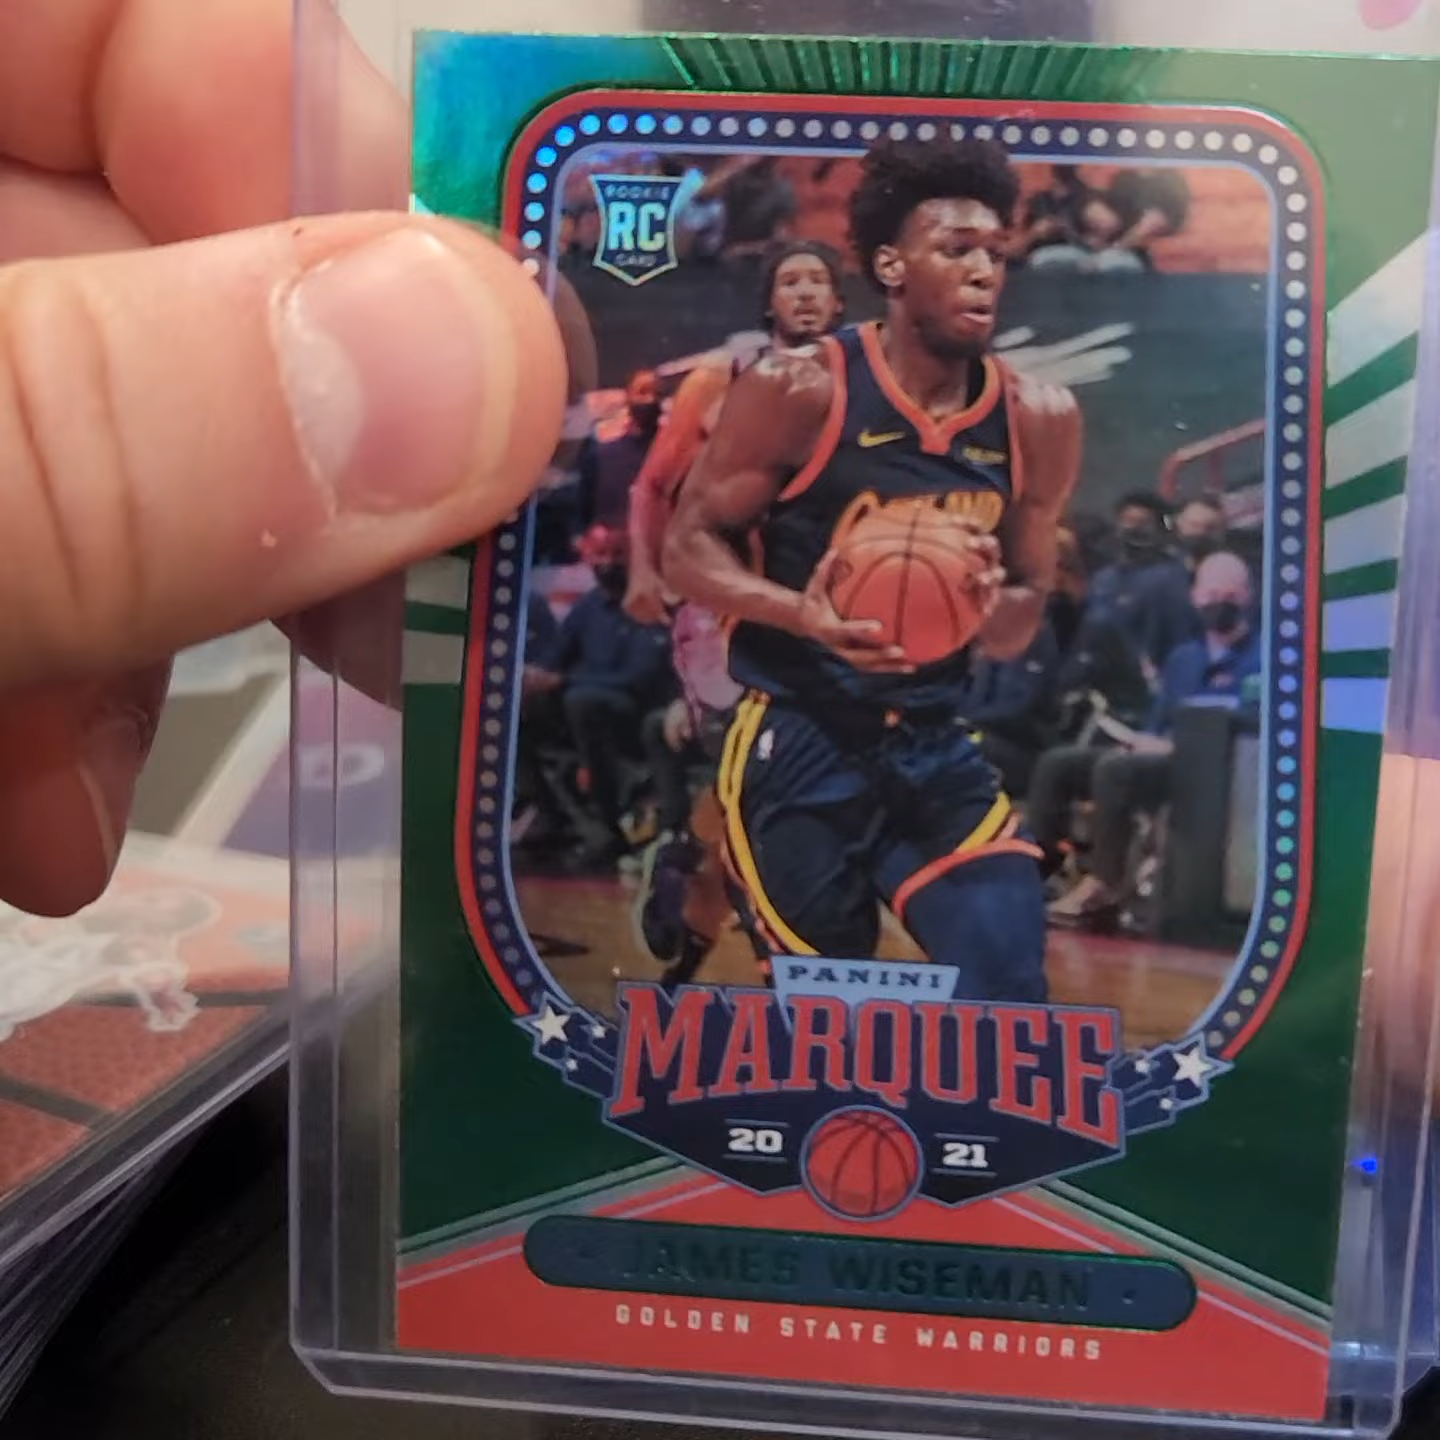 ROOKIE
RC
CARD
PANINI
MARQUEE
20 21
JAMES WISEMAN
GOLDEN STATE WARRIORS